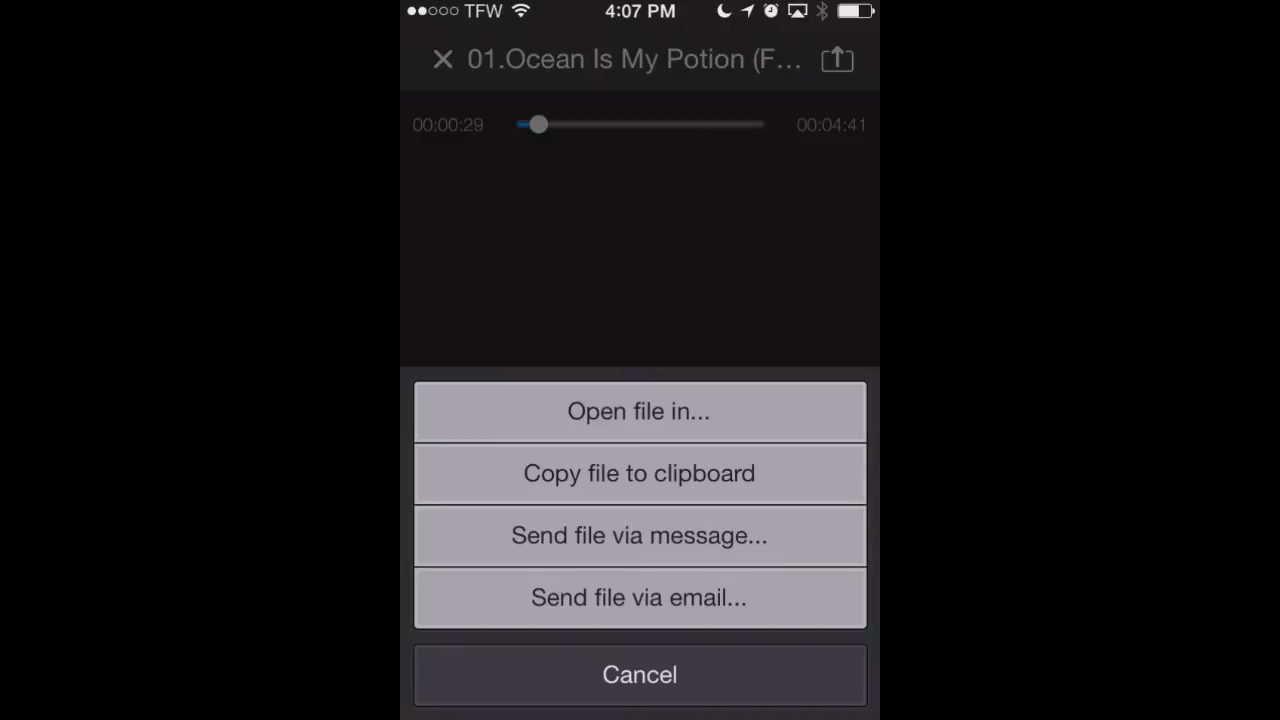 TFW 4:07 PM
01.Ocean Is My Potion (F...
00:00:29 00:04:41
Open file in...
Copy file to clipboard
Send file via message...
Send file via email...
Cancel